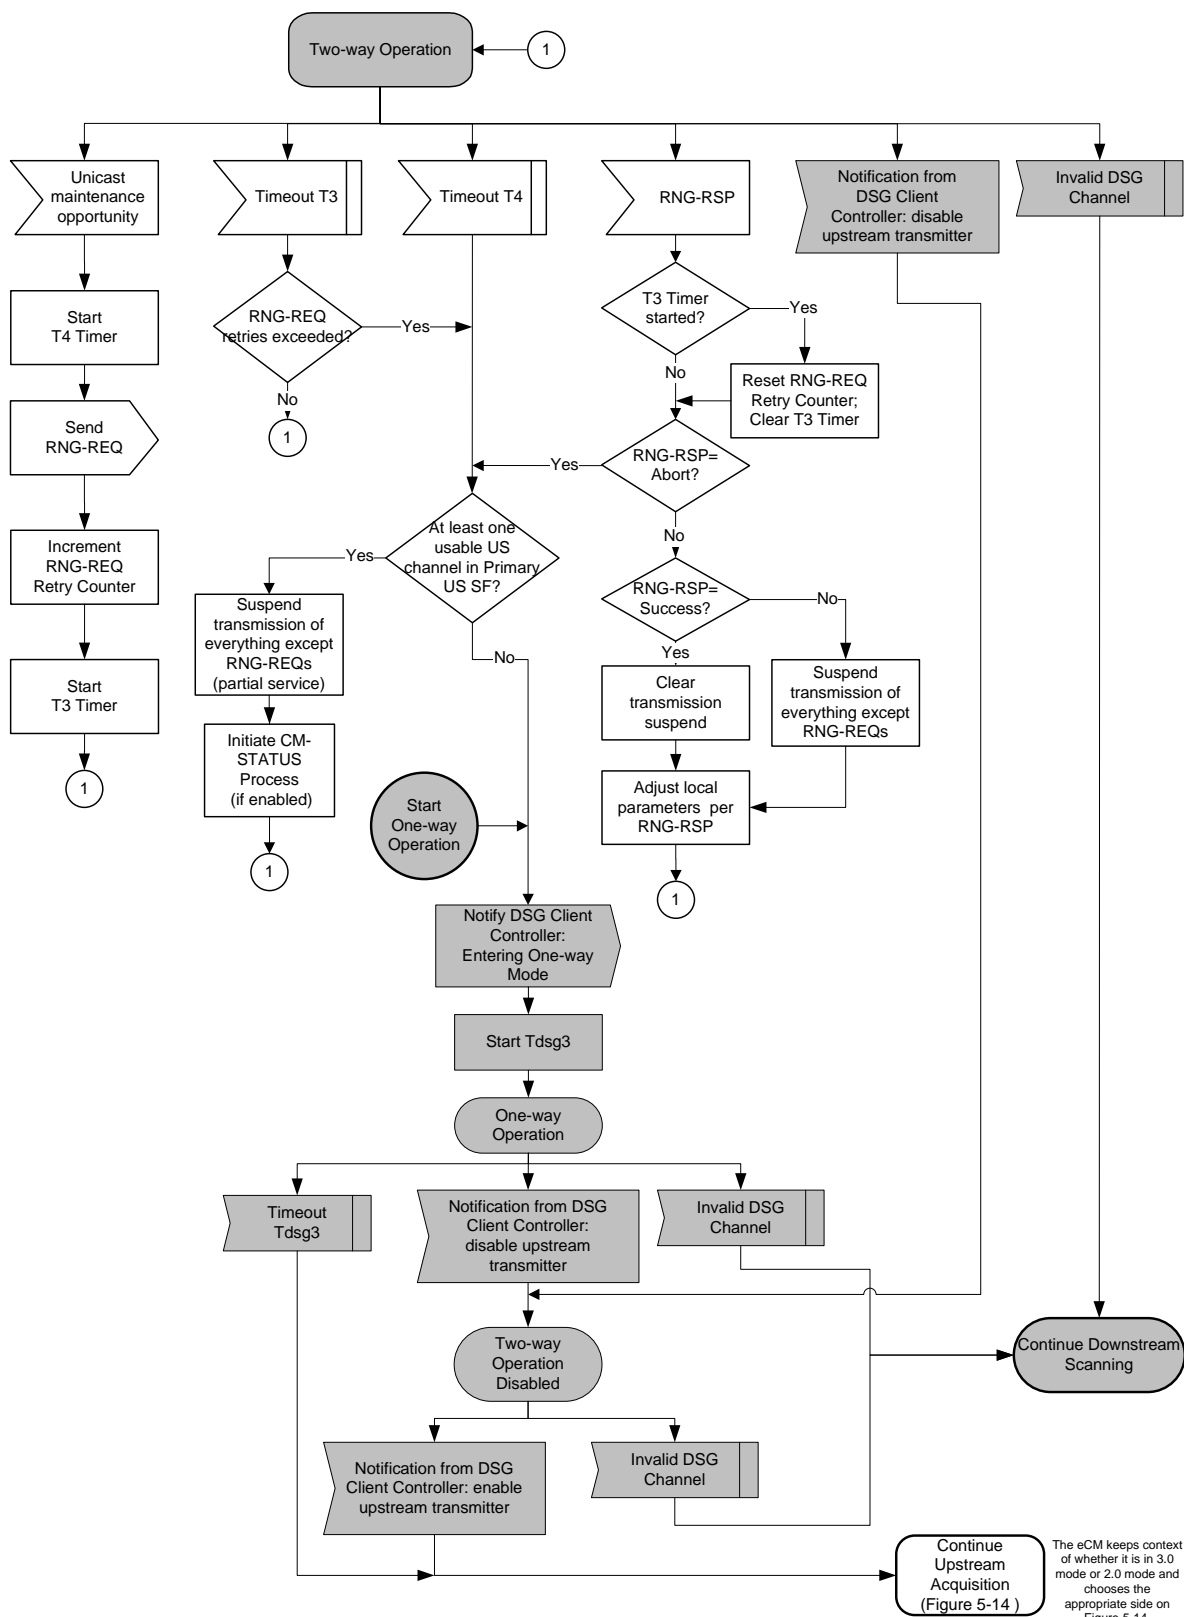 Two-way Operation
1
Unicast
maintenance
opportunity
Timeout T3
Timeout T4
RNG-RSP
Notification from
DSG Client
Controller: disable
upstream transmitter
Invalid DSG
Channel
Start
T4 Timer
RNG-REQ
retries exceeded?
Yes
No
1
T3 Timer
started?
Yes
No
Reset RNG-REQ
Retry Counter;
Clear T3 Timer
Send
RNG-REQ
RNG-RSP=
Abort?
Yes
No
Increment
RNG-REQ
Retry Counter
At least one
usable US
channel in Primary
US SF?
Yes
No
RNG-RSP=
Success?
No
Yes
Suspend
transmission of
everything except
RNG-REQs
(partial service)
Start
T3 Timer
1
Clear
transmission
suspend
Suspend
transmission of
everything except
RNG-REQs
Initiate CM-
STATUS
Process
(if enabled)
1
Start
One-way
Operation
Adjust local
parameters per
RNG-RSP
1
Notify DSG Client
Controller:
Entering One-way
Mode
Start Tdsg3
One-way
Operation
Timeout
Tdsg3
Notification from DSG
Client Controller:
disable upstream
transmitter
Invalid DSG
Channel
Two-way
Operation
Disabled
Continue Downstream
Scanning
Notification from DSG
Client Controller: enable
upstream transmitter
Invalid DSG
Channel
Continue
Upstream
Acquisition
(Figure 5-14 )
The eCM keeps context
of whether it is in 3.0
mode or 2.0 mode and
chooses the
appropriate side on
Figure 5-14